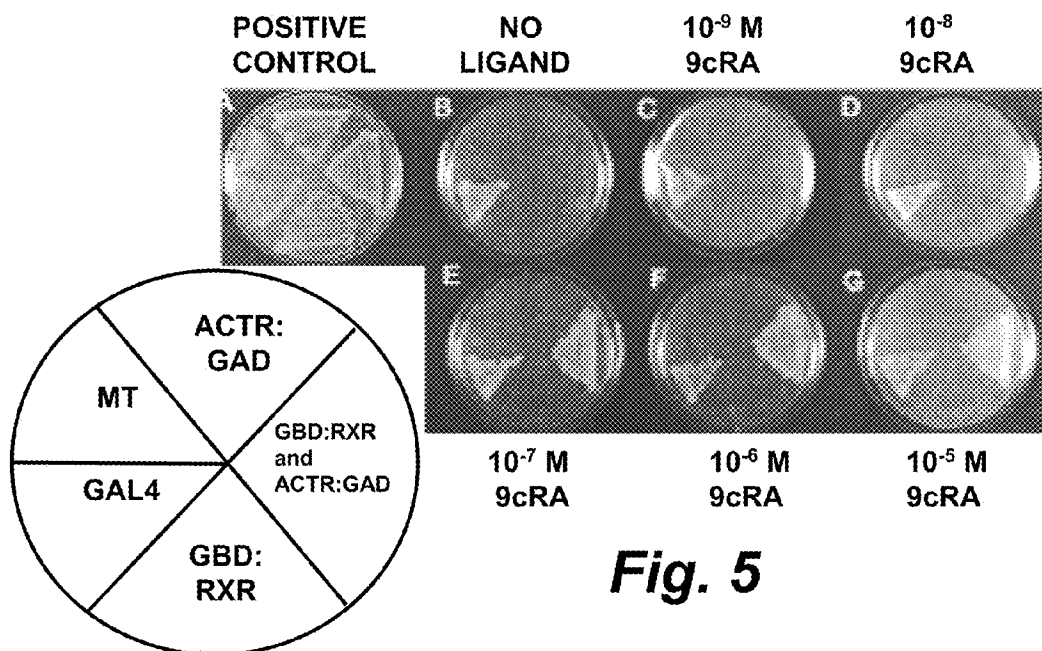 POSITIVE CONTROL
NO LIGAND
10⁻⁹ M 9cRA
10⁻⁸ 9cRA
A
B
C
D
E
F
G
10⁻⁷ M 9cRA
10⁻⁶ M 9cRA
10⁻⁵ M 9cRA
ACTR: GAD
MT
GBD:RXR and ACTR:GAD
GAL4
GBD: RXR
Fig. 5